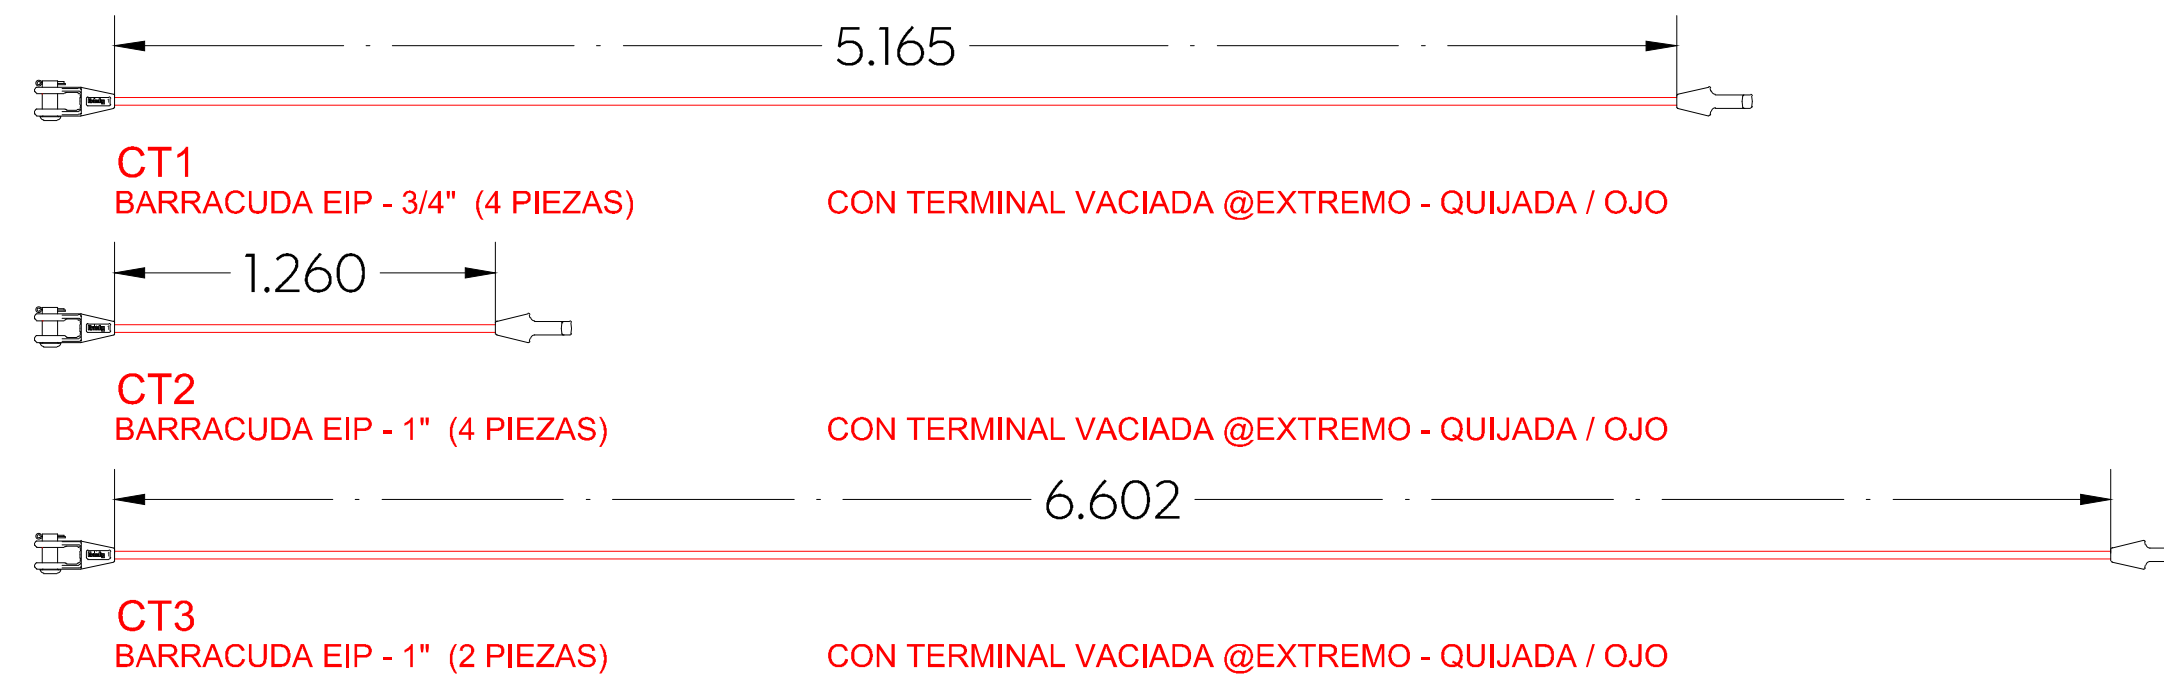 5.165
CT1
BARRACUDA EIP - 3/4" (4 PIEZAS) CON TERMINAL VACIADA @EXTREMO - QUIJADA / OJO
1.260
CT2
BARRACUDA EIP - 1" (4 PIEZAS) CON TERMINAL VACIADA @EXTREMO - QUIJADA / OJO
6.602
CT3
BARRACUDA EIP - 1" (2 PIEZAS) CON TERMINAL VACIADA @EXTREMO - QUIJADA / OJO